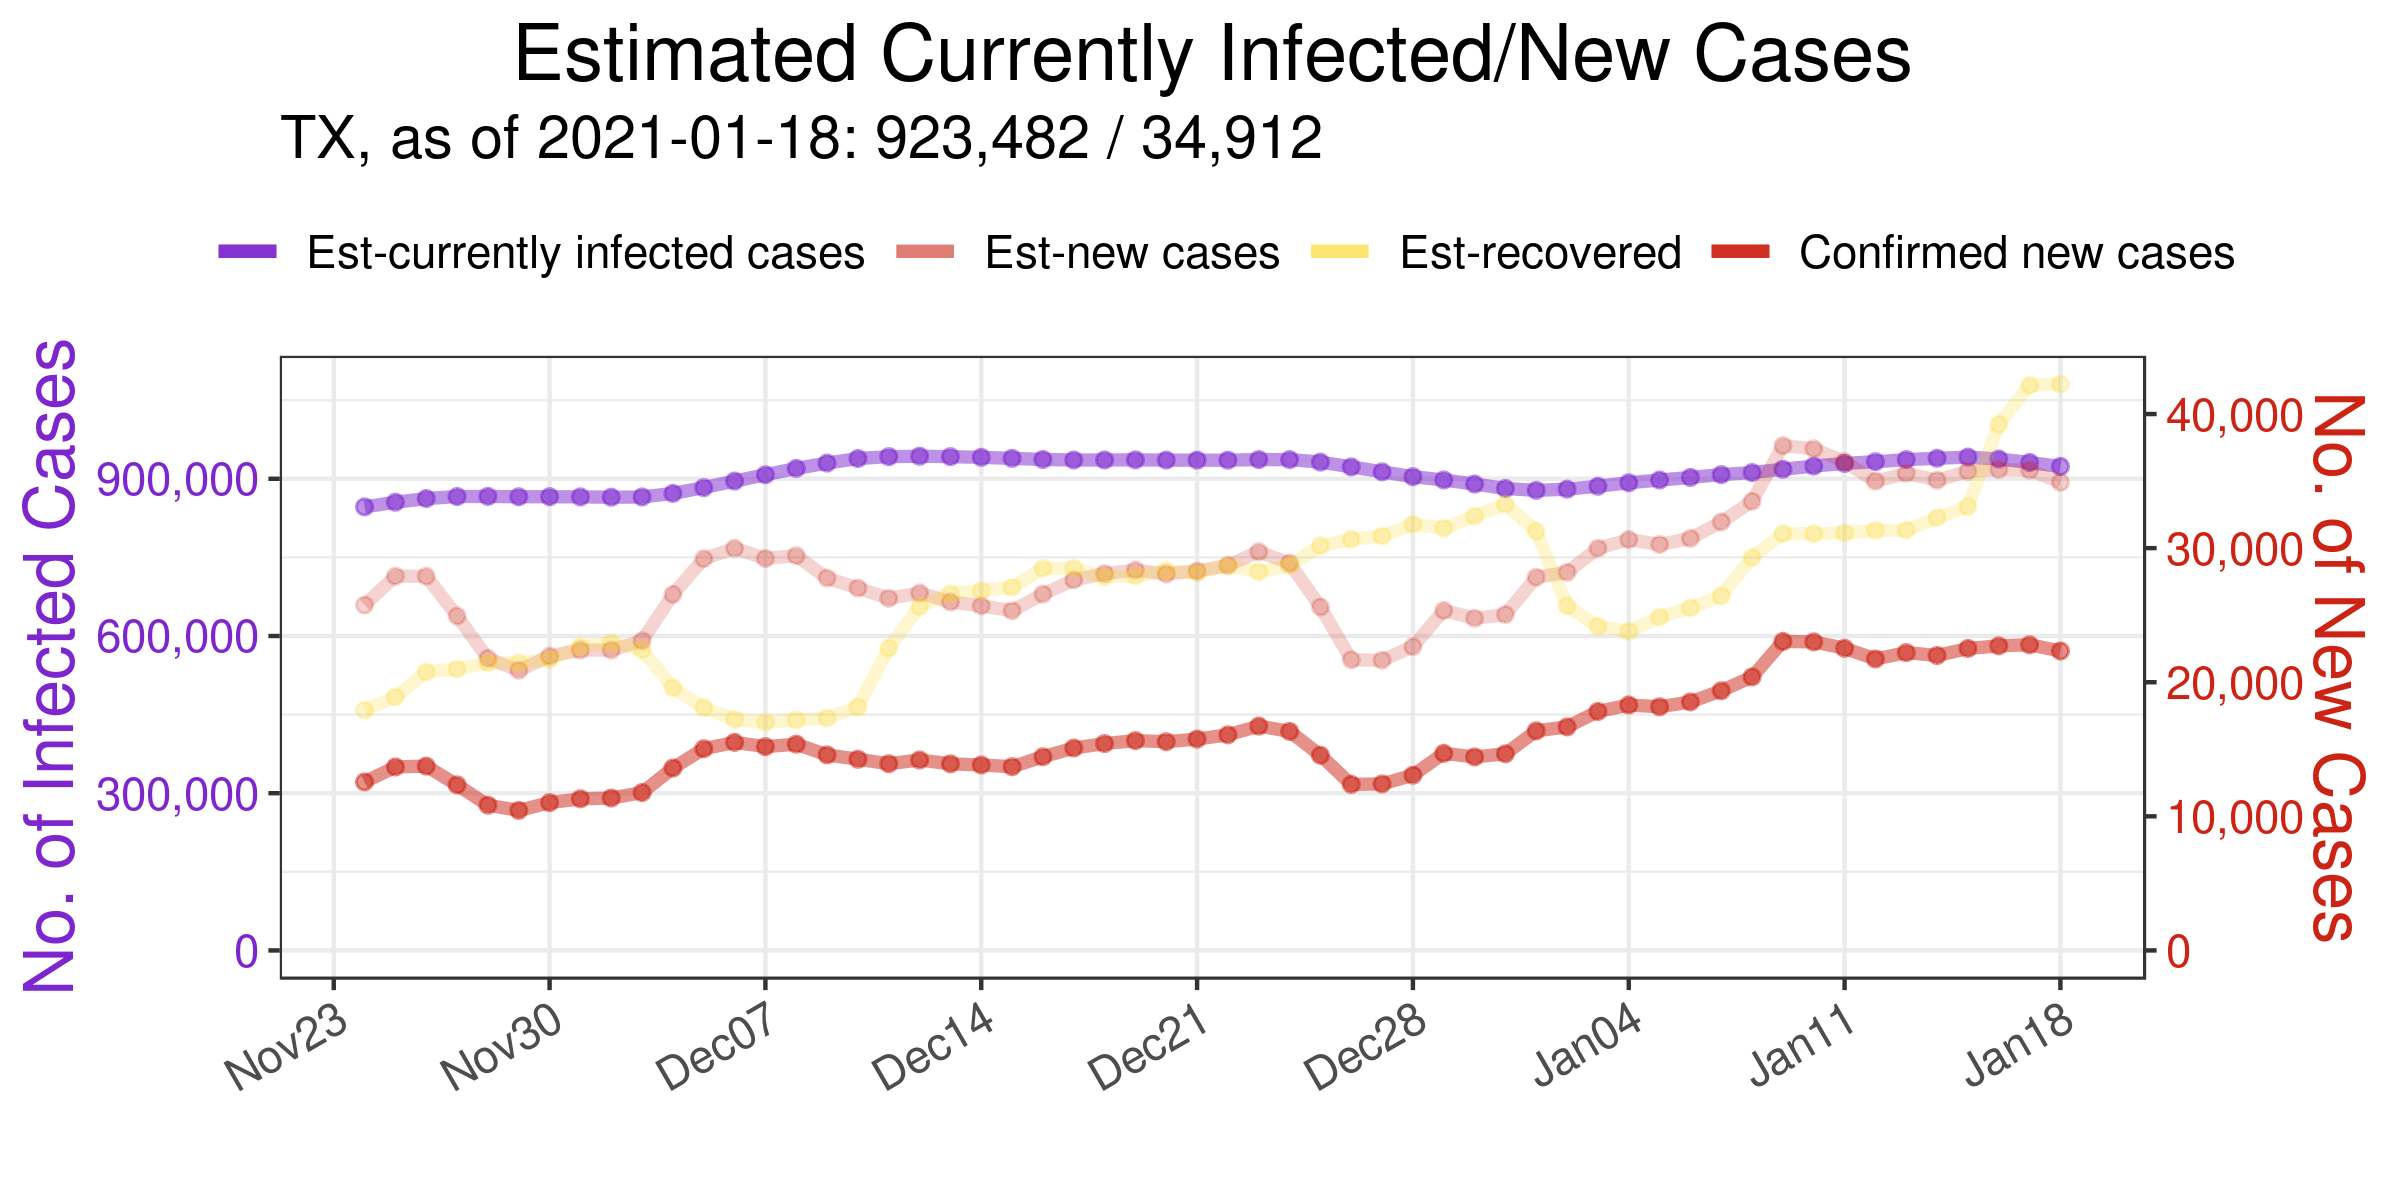 Estimated Currently Infected/New Cases
TX, as of 2021-01-18: 923,482 / 34,912
Est-currently infected cases Est-new cases Est-recovered Confirmed new cases
No. of Infected Cases
900,000
600,000
300,000
0
40,000
30,000
20,000
10,000
0
No. of New Cases
Nov23 Nov30 Dec07 Dec14 Dec21 Dec28 Jan04 Jan11 Jan18